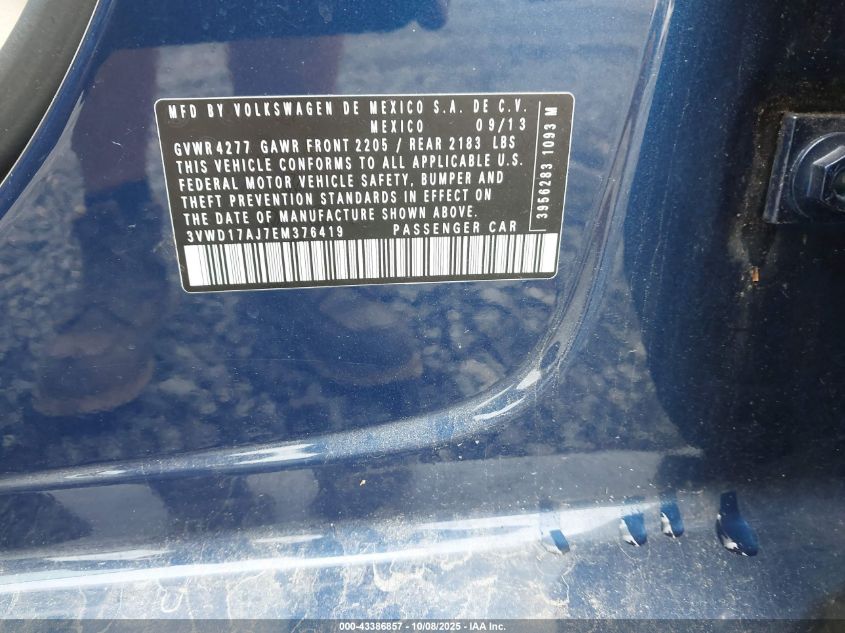 MFD BY VOLKSWAGEN DE MEXICO S.A. DE C.V.
MEXICO 09/13
GVWR 4277 GAWR FRONT 2205 / REAR 2183 LBS
THIS VEHICLE CONFORMS TO ALL APPLICABLE U.S.
FEDERAL MOTOR VEHICLE SAFETY, BUMPER AND
THEFT PREVENTION STANDARDS IN EFFECT ON
THE DATE OF MANUFACTURE SHOWN ABOVE.
3VWD17AJ7EM376419 PASSENGER CAR
3956283 1093 M
000-43386857 - 10/08/2025 - © IAA Inc.